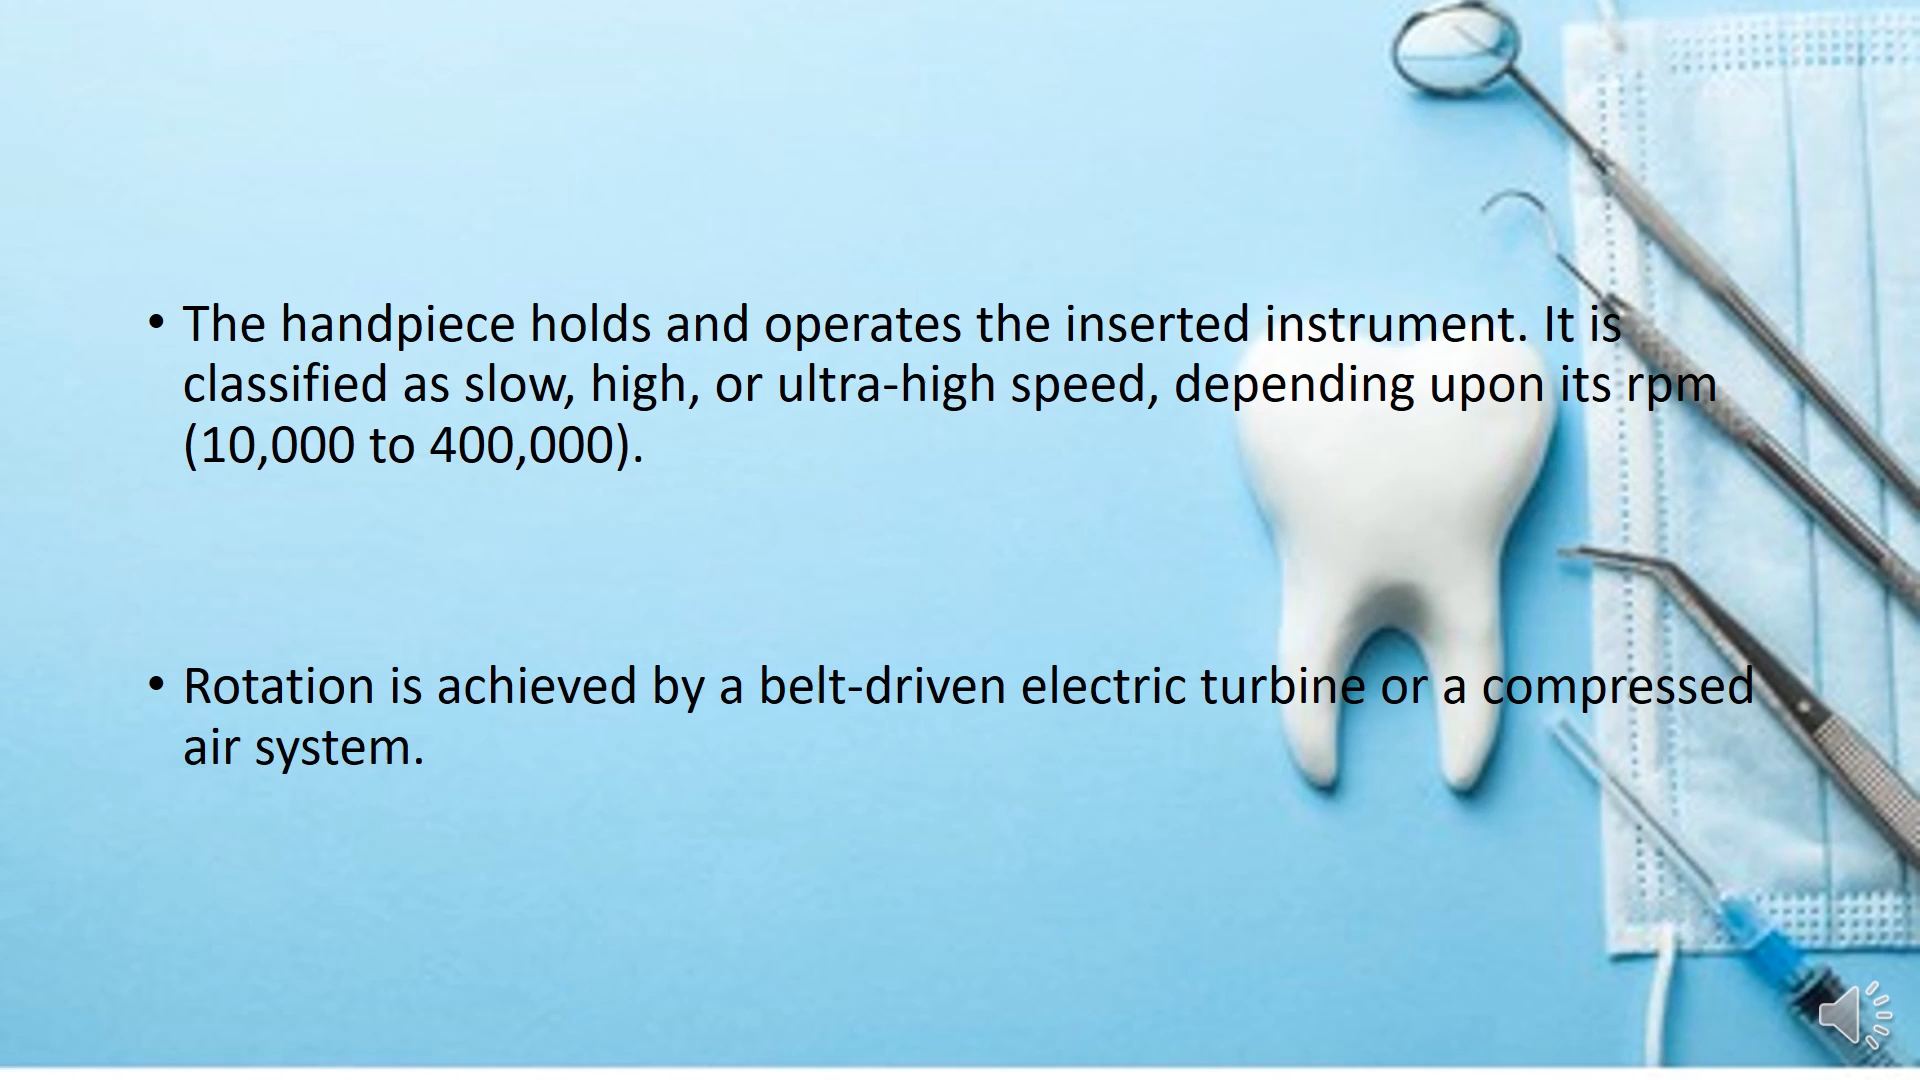 • The handpiece holds and operates the inserted instrument. It is
classified as slow, high, or ultra-high speed, depending upon its rpm
(10,000 to 400,000).
• Rotation is achieved by a belt-driven electric turbine or a compressed
air system.